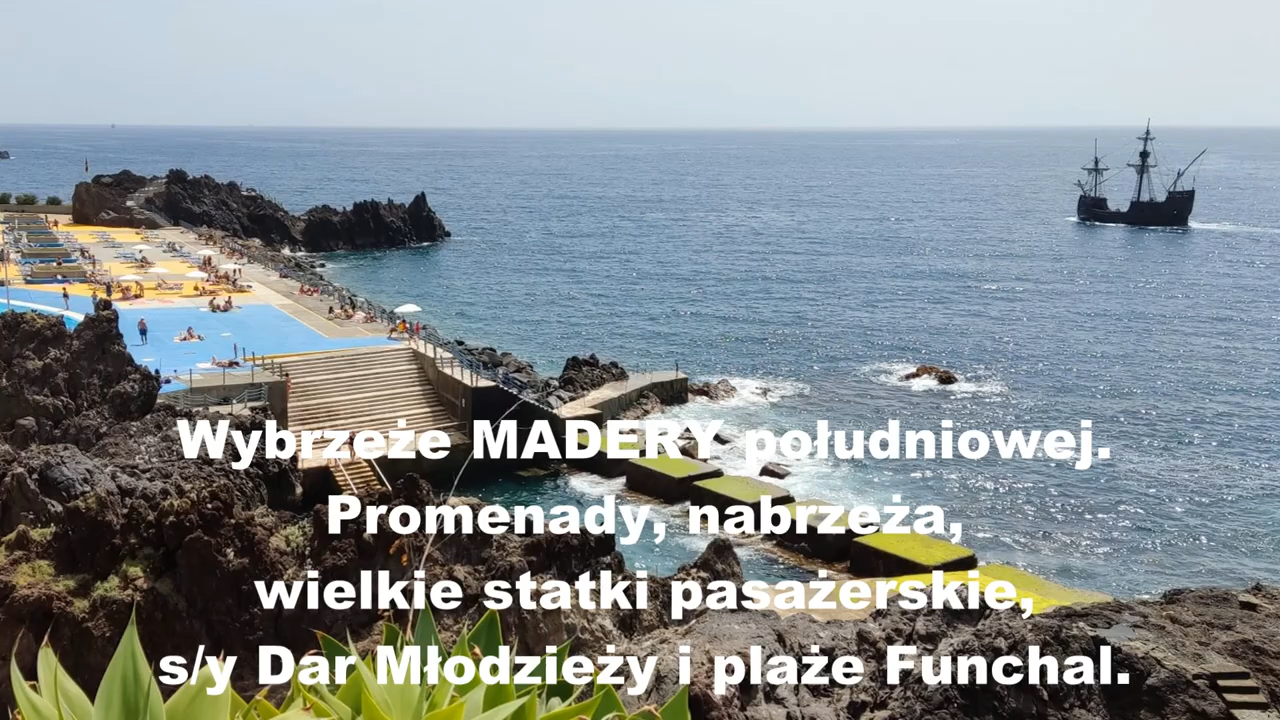 Wybrzeże MADERY południowej.
Promenady, nabrzeża,
wielkie statki pasażerskie,
s/y Dar Młodzieży i plaże Funchal.